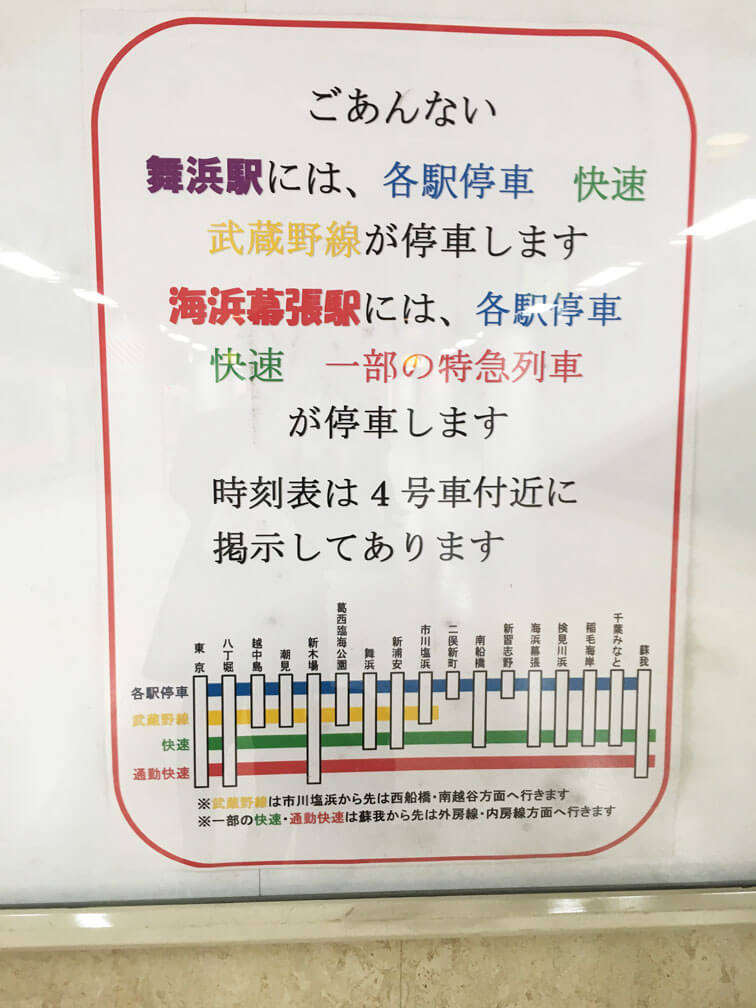 ごあんない
舞浜駅には、各駅停車　快速
武蔵野線が停車します
海浜幕張駅には、各駅停車
快速　一部の特急列車
が停車します
時刻表は４号車付近に
掲示してあります
東京
八丁堀
越中島
潮見
新木場
葛西臨海公園
舞浜
新浦安
市川塩浜
二俣新町
南船橋
新習志野
海浜幕張
検見川浜
稲毛海岸
千葉みなと
蘇我
各駅停車
武蔵野線
快速
通勤快速
※武蔵野線は市川塩浜から先は西船橋・南越谷方面へ行きます
※一部の快速・通勤快速は蘇我から先は外房線・内房線方面へ行きます